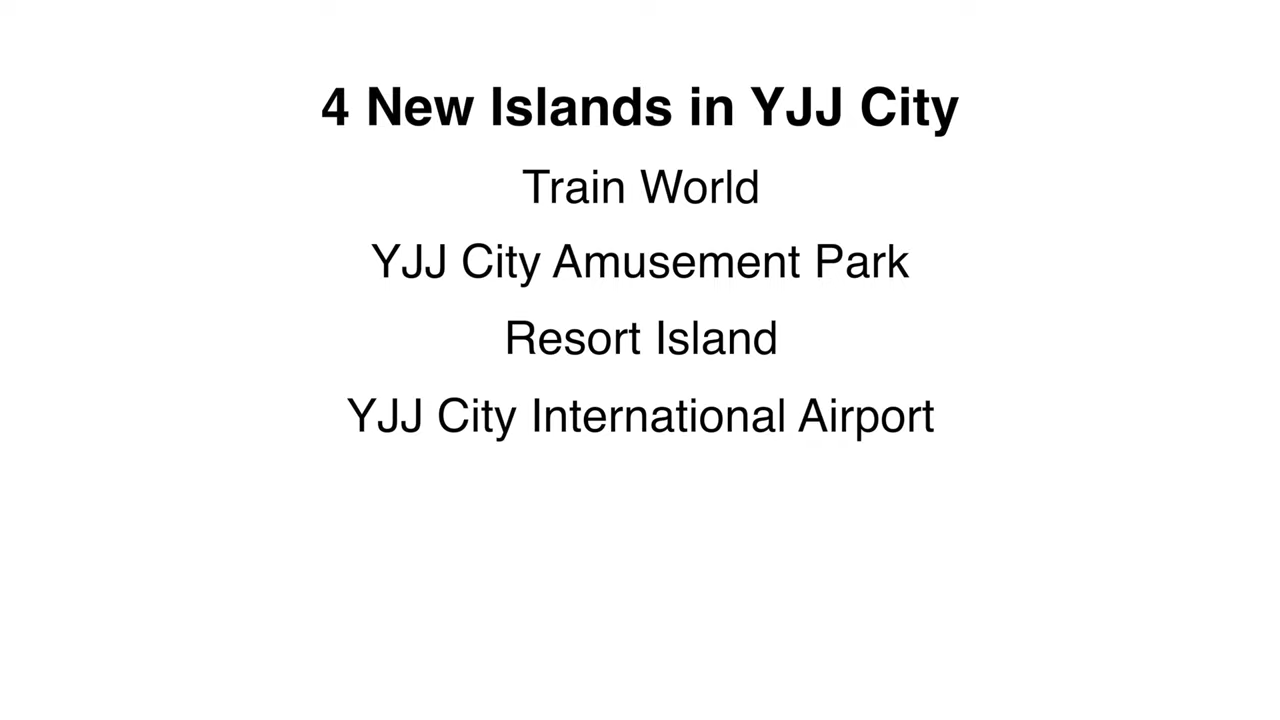 4 New Islands in YJJ City
Train World
YJJ City Amusement Park
Resort Island
YJJ City International Airport